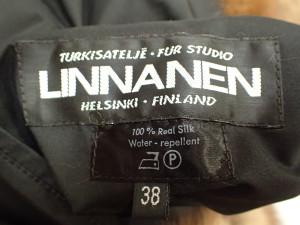 TURKISATELJÉ • FUR STUDIO
LINNANEN
HELSINKI • FINLAND
100 % Real Silk
Water - repellent
P
38